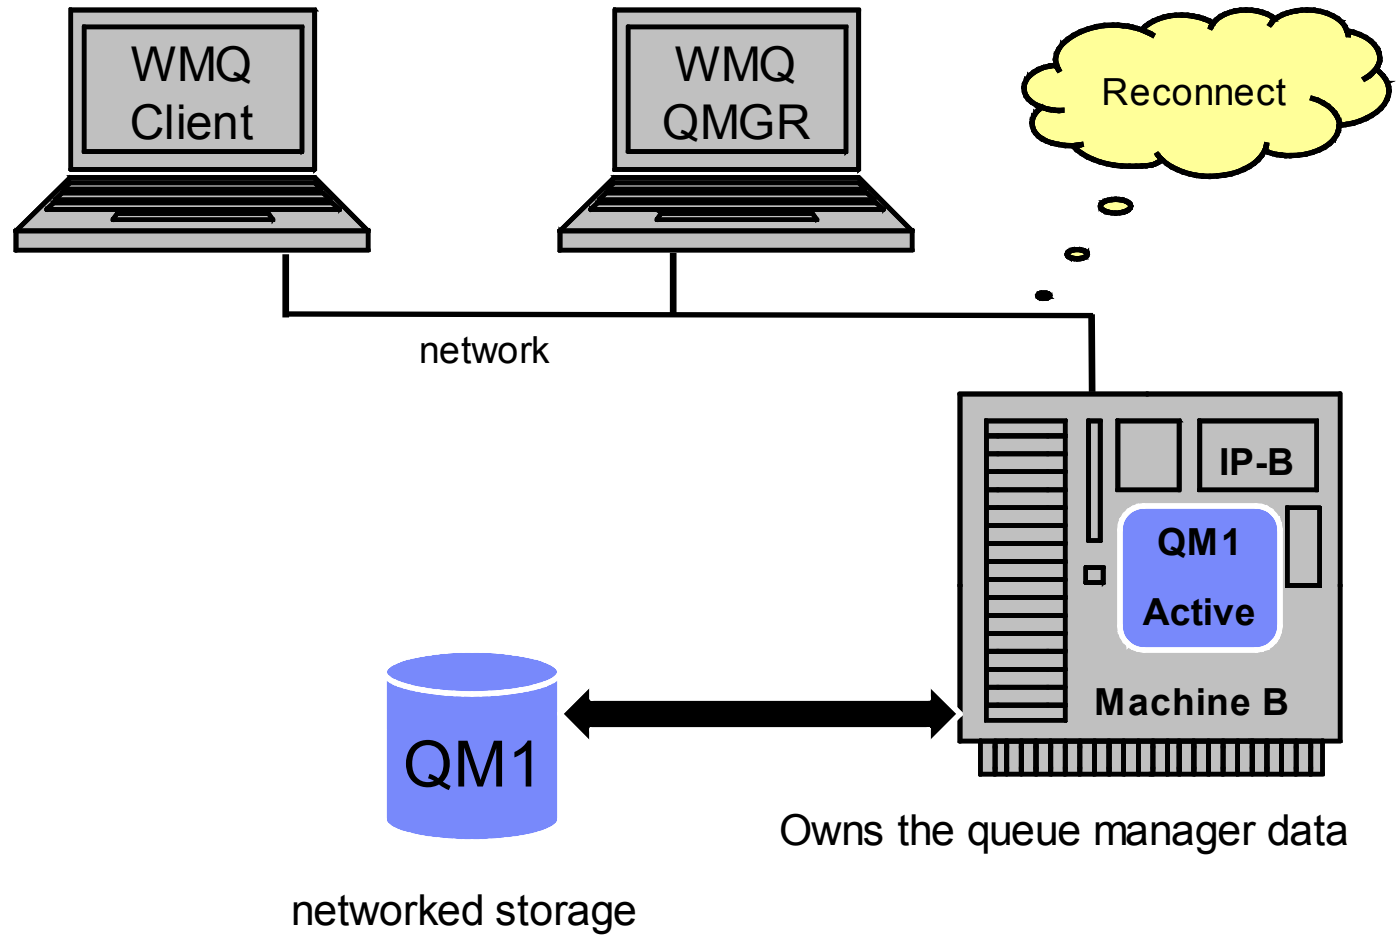 WMQ
Client
WMQ
QMGR
Reconnect
network
IP-B
QM1
Active
Machine B
QM1
Owns the queue manager data
networked storage